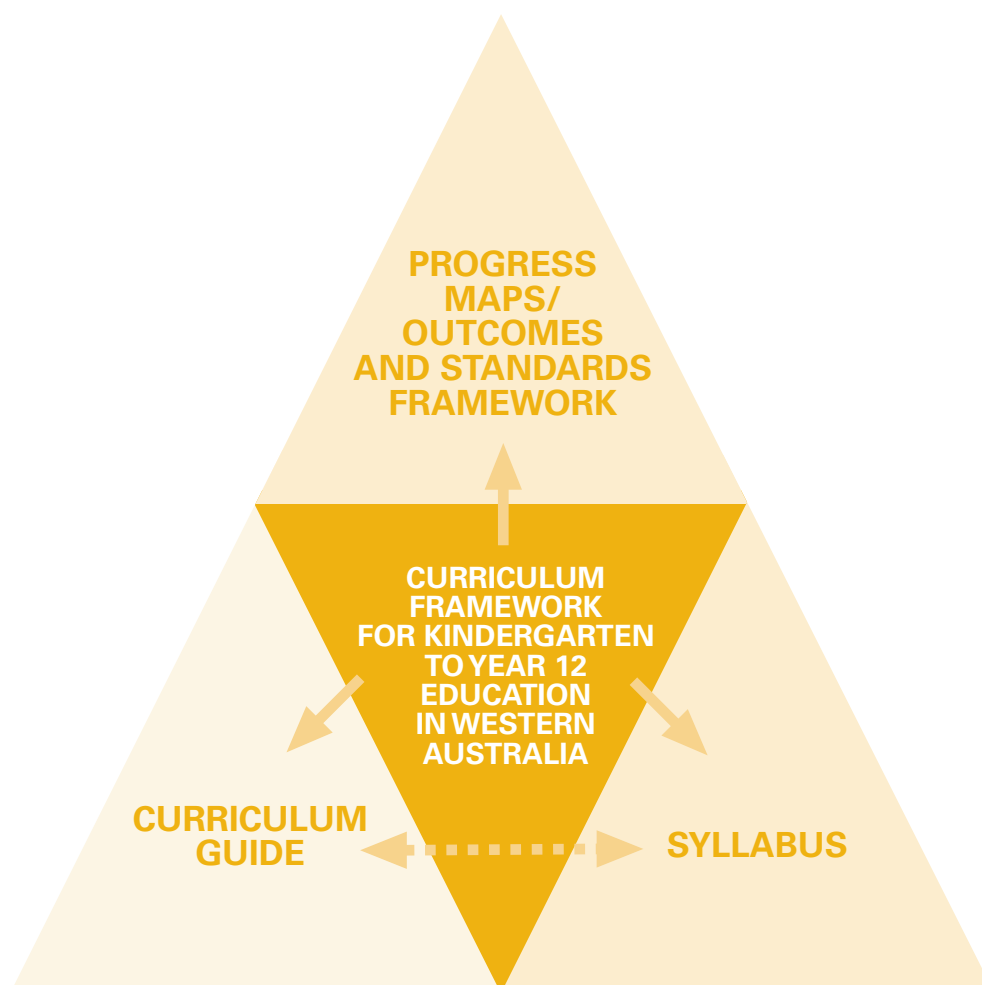 PROGRESS
MAPS/
OUTCOMES
AND STANDARDS
FRAMEWORK
CURRICULUM
FRAMEWORK
FOR KINDERGARTEN
TO YEAR 12
EDUCATION
IN WESTERN
AUSTRALIA
CURRICULUM
GUIDE
SYLLABUS